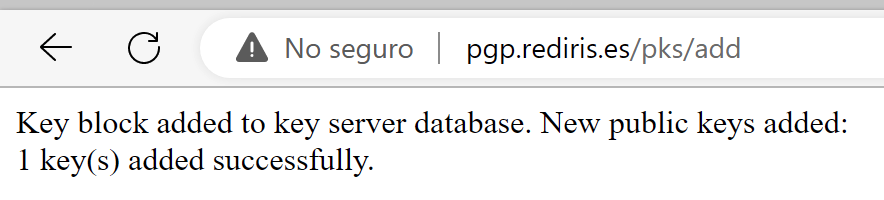 No seguro | pgp.rediris.es/pks/add
Key block added to key server database. New public keys added:
1 key(s) added successfully.